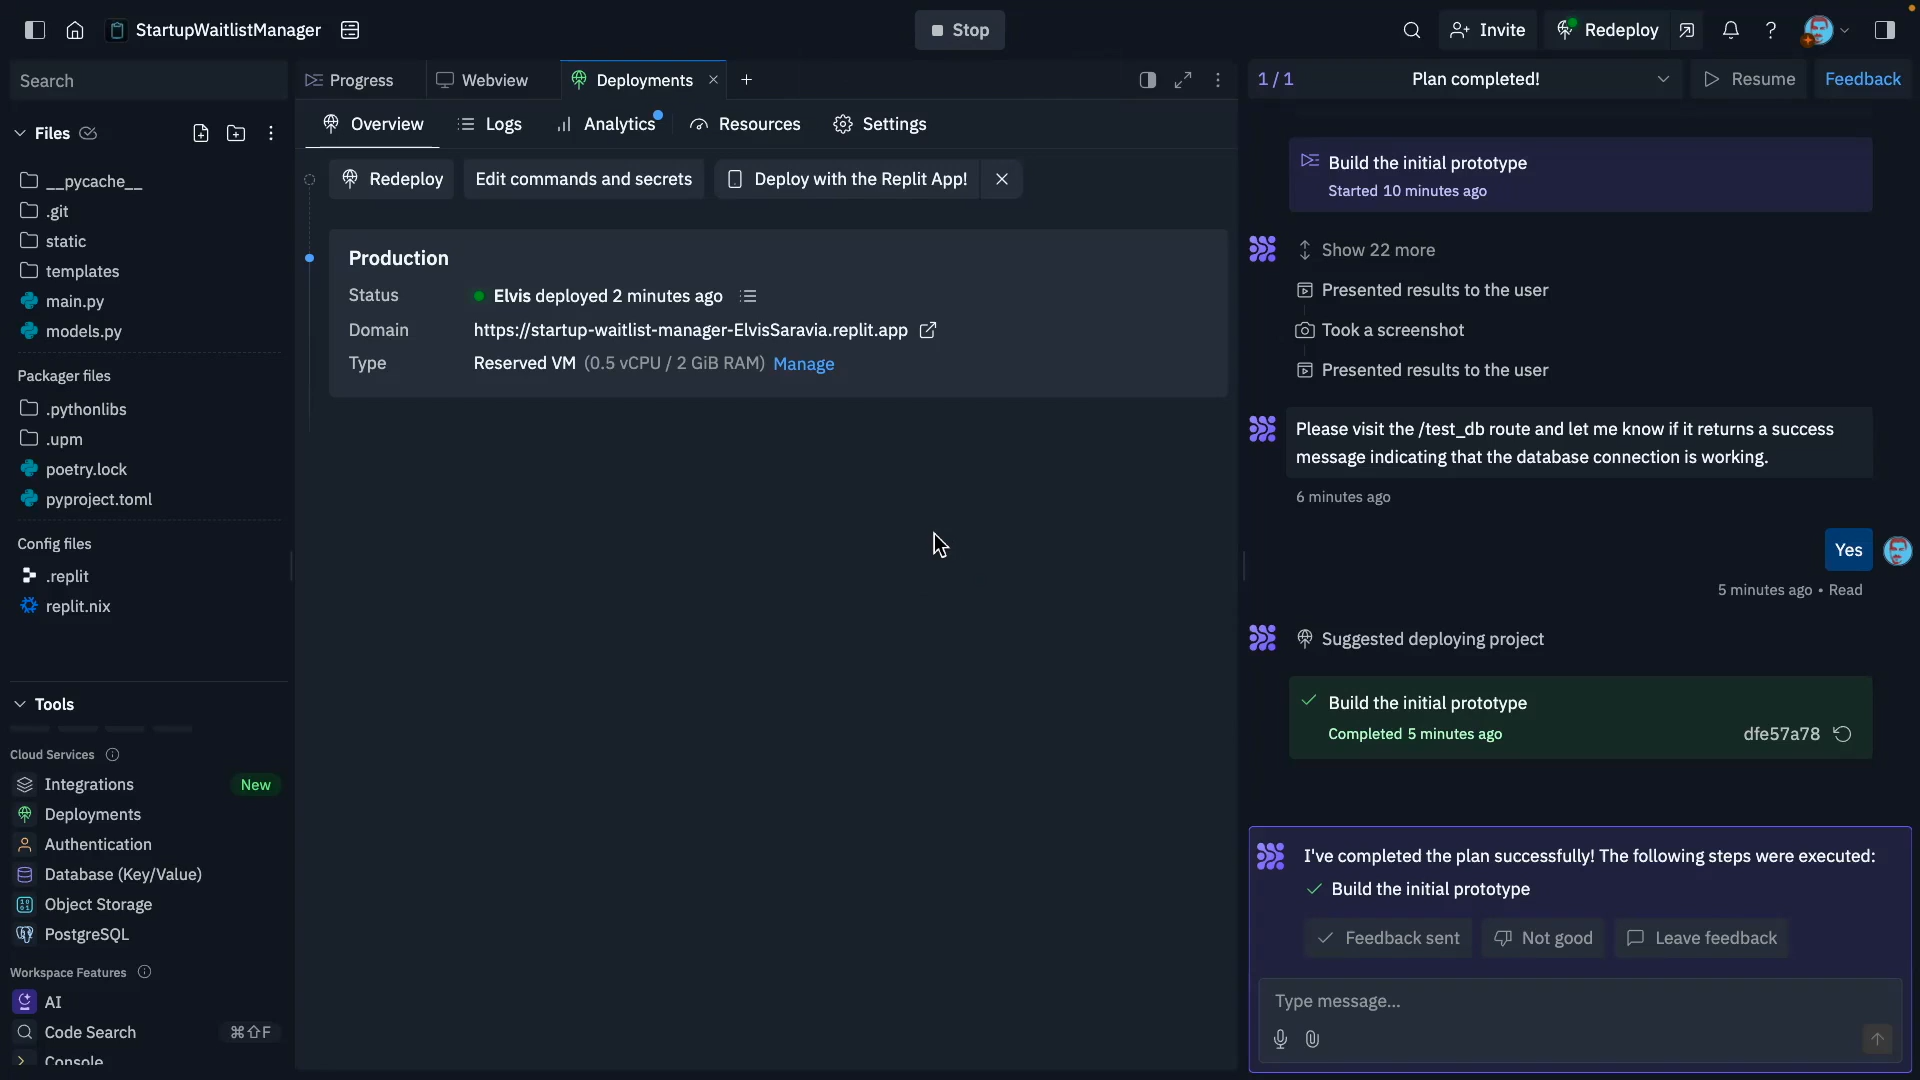 StartupWaitlistManager
Stop
Invite
Redeploy
Search
Progress
Webview
Deployments
1 / 1
Plan completed!
Resume
Feedback
Files
__pycache__
.git
static
templates
main.py
models.py
Packager files
.pythonlibs
.upm
poetry.lock
pyproject.toml
Config files
.replit
replit.nix
Tools
Cloud Services
Integrations
New
Deployments
Authentication
Database (Key/Value)
Object Storage
PostgreSQL
Workspace Features
AI
Code Search
⌘⇧F
Console
Overview
Logs
Analytics
Resources
Settings
Redeploy
Edit commands and secrets
Deploy with the Replit App!
Production
Status
Elvis deployed 2 minutes ago
Domain
https://startup-waitlist-manager-ElvisSaravia.replit.app
Type
Reserved VM (0.5 vCPU / 2 GiB RAM) Manage
Build the initial prototype
Started 10 minutes ago
Show 22 more
Presented results to the user
Took a screenshot
Presented results to the user
Please visit the /test_db route and let me know if it returns a success
message indicating that the database connection is working.
6 minutes ago
Yes
5 minutes ago • Read
Suggested deploying project
Build the initial prototype
Completed 5 minutes ago
dfe57a78
I've completed the plan successfully! The following steps were executed:
Build the initial prototype
Feedback sent
Not good
Leave feedback
Type message...